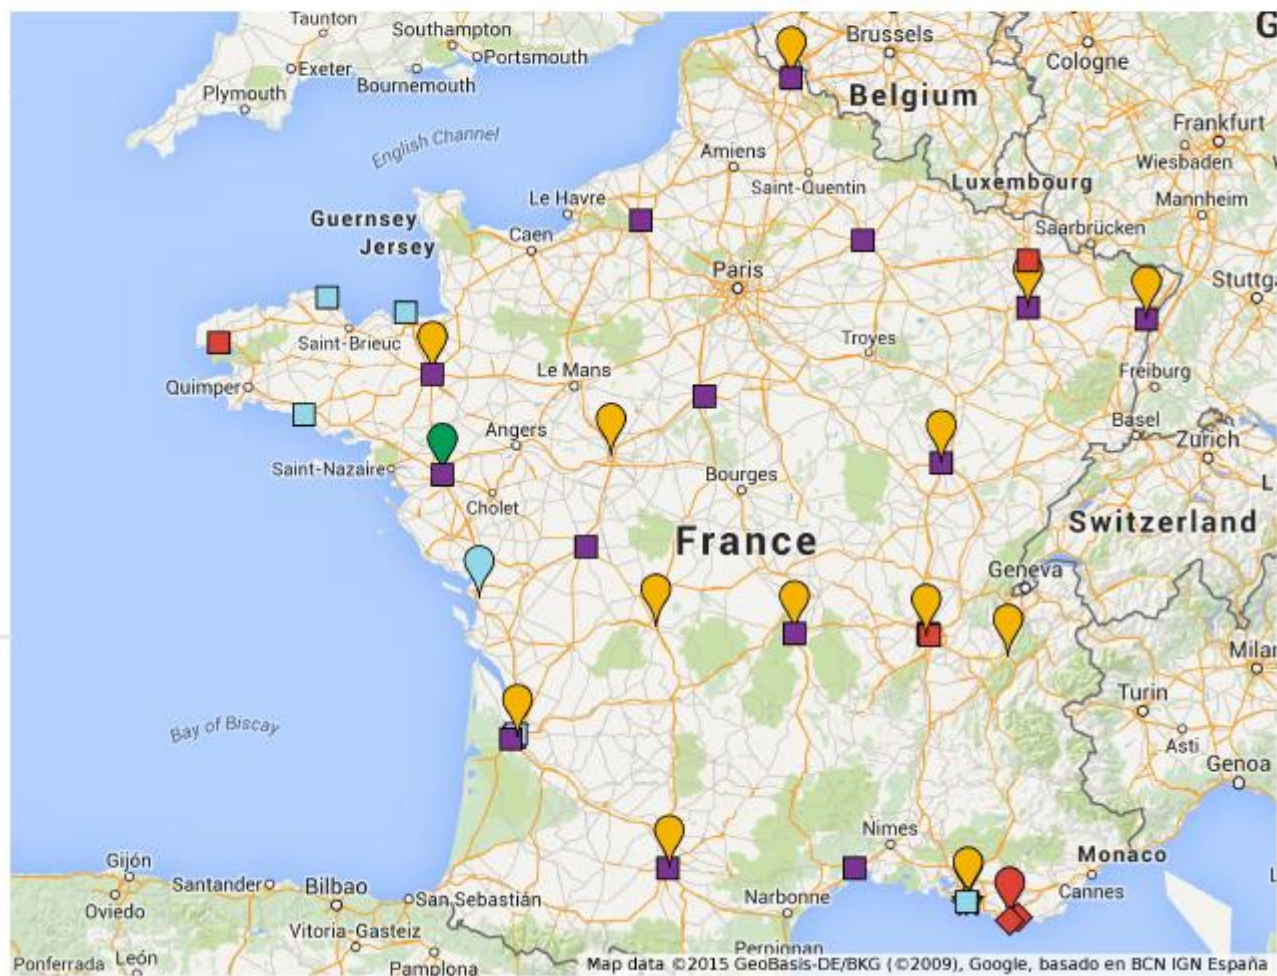 Taunton
Southampton
Portsmouth
Exeter
Bournemouth
Plymouth
English Channel
Brussels
G
Cologne
Belgium
Frankfurt
Wiesbaden
Amiens
Saint-Quentin
Luxembourg
Mannheim
Le Havre
Guernsey
Jersey
Caen
Saarbrücken
Paris
Stuttga
Saint-Brieuc
Troyes
Quimper
Le Mans
Freiburg
Basel
Zürich
Angers
Saint-Nazaire
Bourges
Cholet
L
France
Switzerland
Geneva
Milan
Turin
Bay of Biscay
Asti
Genoa
Nimes
Monaco
Cannes
Gijón
Santander
Bilbao
San Sebastián
Narbonne
Oviedo
Vitoria-Gasteiz
Perpignan
Ponferrada
León
Pamplona
Map data ©2015 GeoBasis-DE/BKG (©2009), Google, basado en BCN IGN España